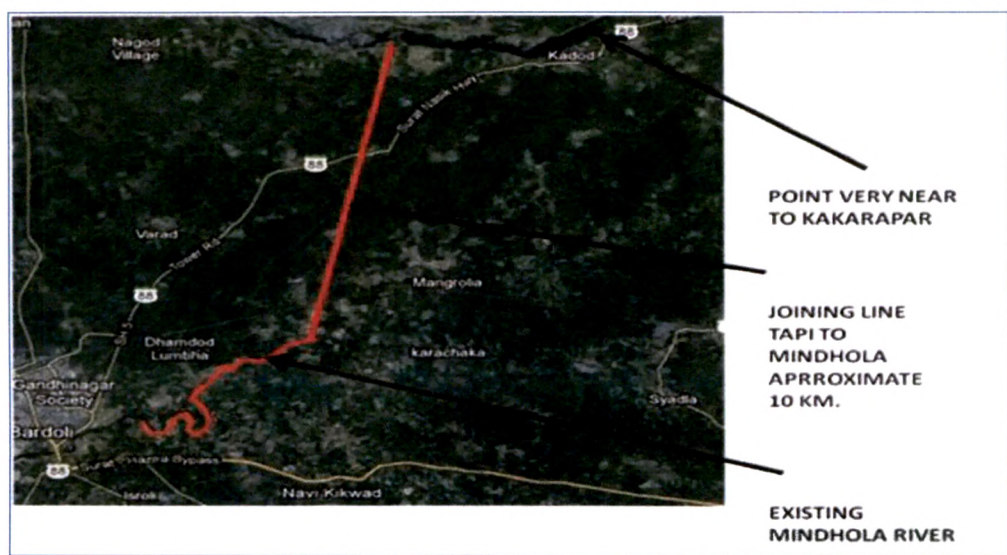 Nagod
Village
88
Kadod
Surat Nasik Hwy
88
Varad
Tower Rd
88
Mangrolia
Dhamdod
Lumbha
karachaka
Gandhinagar
Society
Syadla
Bardoli
88
Bypass
Isroli
Navi Kikwad
POINT VERY NEAR
TO KAKARAPAR
JOINING LINE
TAPI TO
MINDHOLA
APRROXIMATE
10 KM.
EXISTING
MINDHOLA RIVER